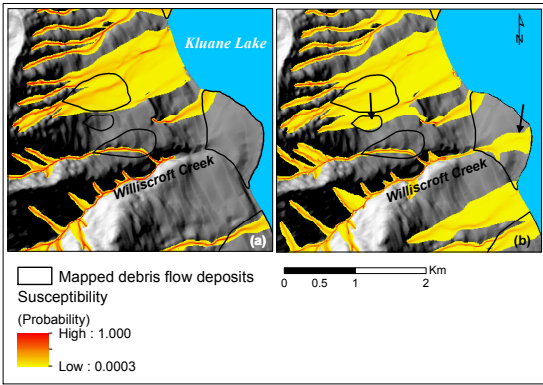 Kluane Lake
N
Williscroft Creek
Williscroft Creek
(a)
(b)
Mapped debris flow deposits
Susceptibility
(Probability)
High : 1.000
Low : 0.0003
Km
0 0.5 1 2